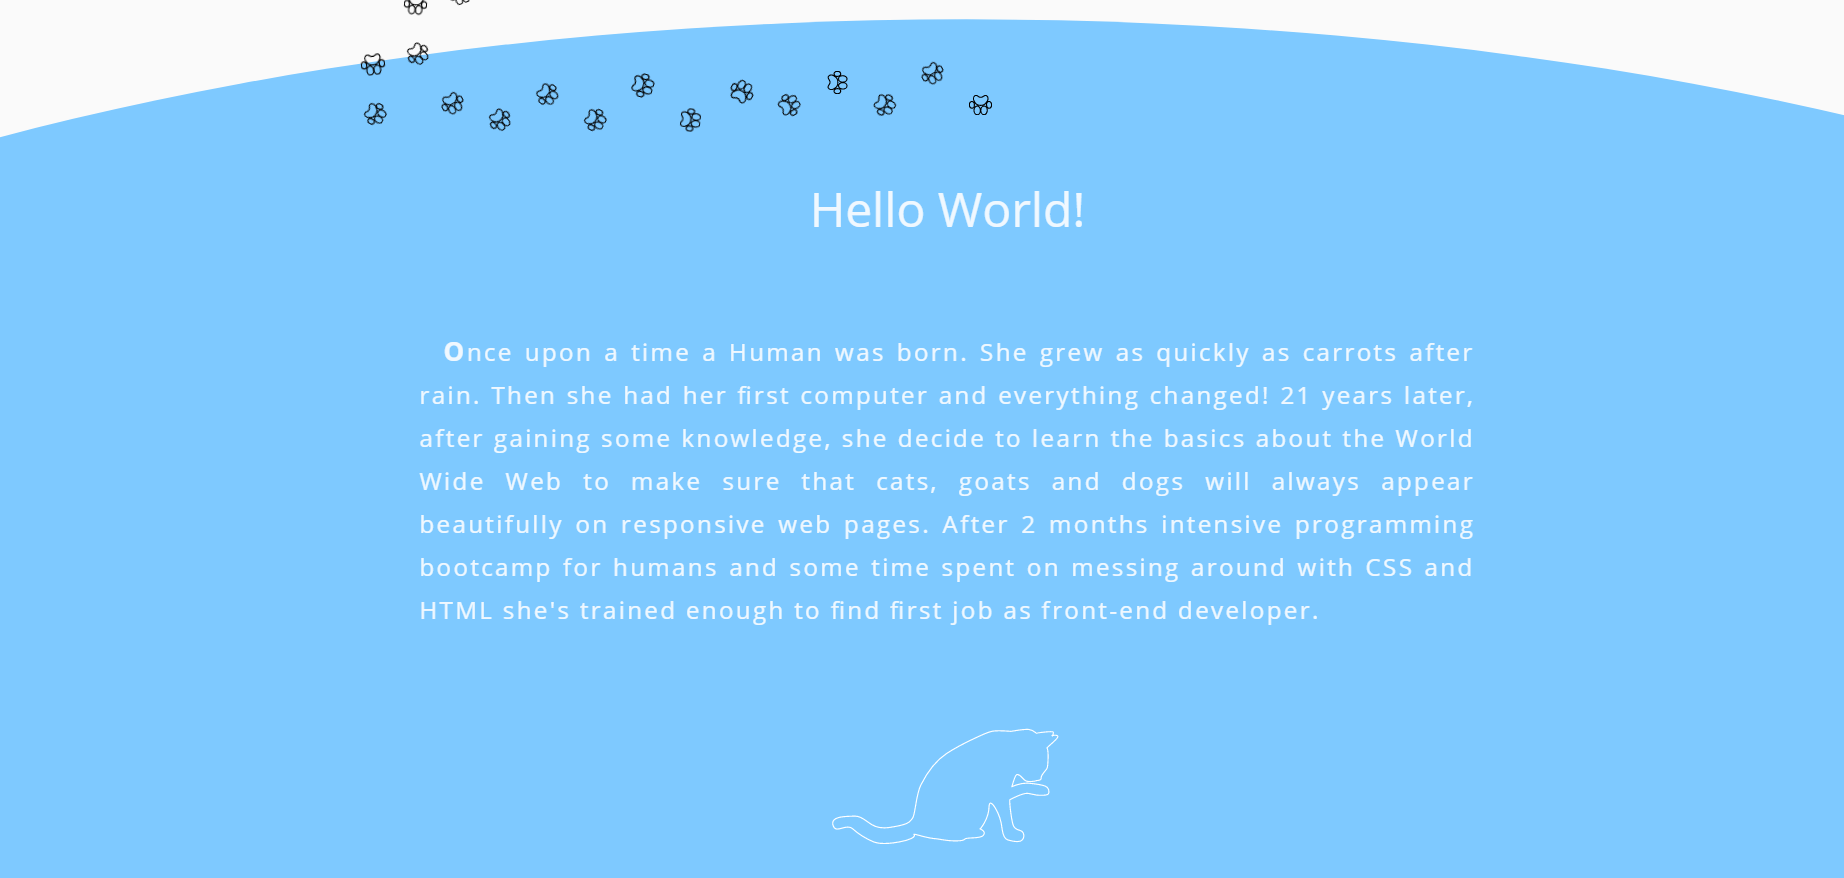 Hello World!
Once upon a time a Human was born. She grew as quickly as carrots after
rain. Then she had her first computer and everything changed! 21 years later,
after gaining some knowledge, she decide to learn the basics about the World
Wide Web to make sure that cats, goats and dogs will always appear
beautifully on responsive web pages. After 2 months intensive programming
bootcamp for humans and some time spent on messing around with CSS and
HTML she's trained enough to find first job as front-end developer.